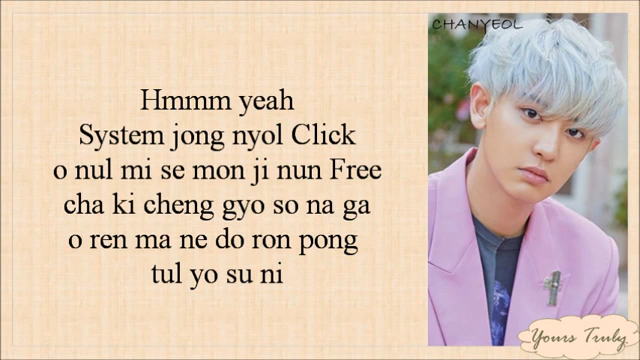 CHANYEOL
Hmmm yeah
System jong nyol Click
o nul mi se mon ji nun Free
cha ki cheng gyo so na ga
o ren ma ne do ron pong
tul yo su ni
Yours Truly